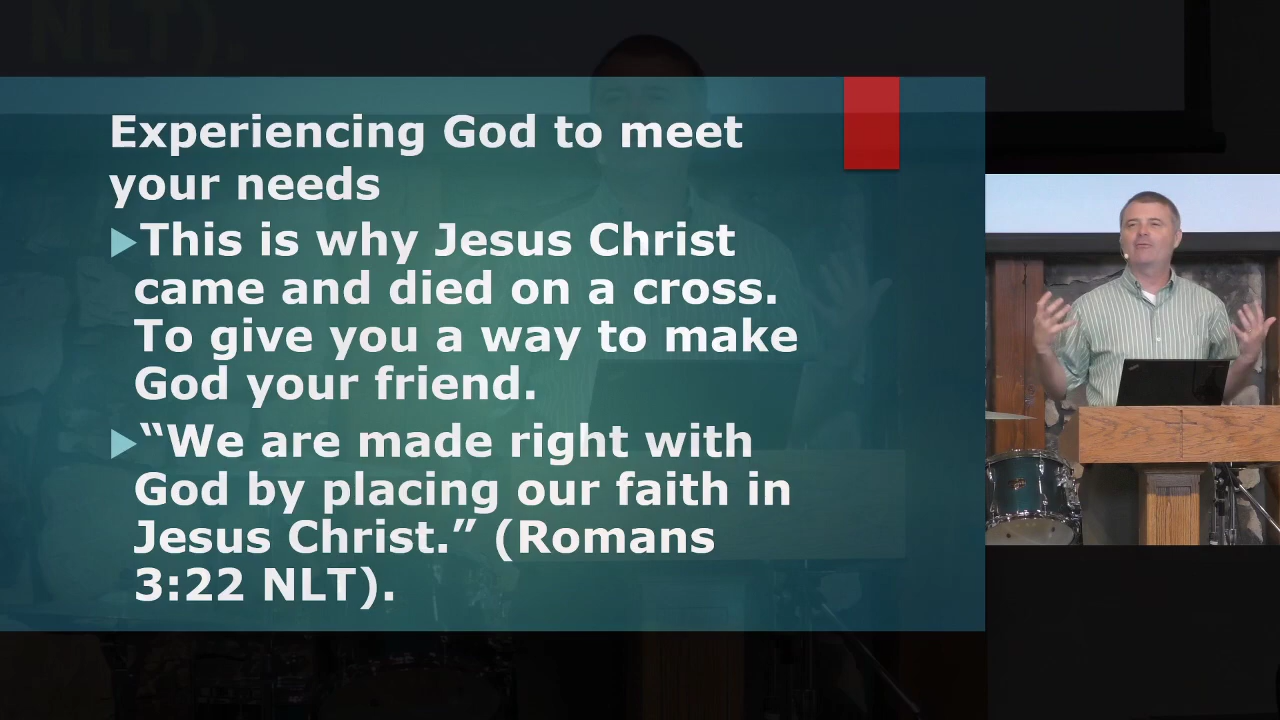 NLT).
Experiencing God to meet
your needs
This is why Jesus Christ
came and died on a cross.
To give you a way to make
God your friend.
“We are made right with
God by placing our faith in
Jesus Christ.” (Romans
3:22 NLT).